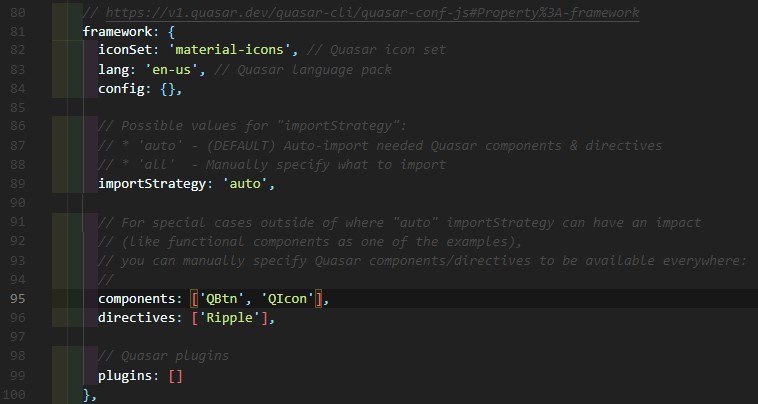 80 // https://v1.quasar.dev/quasar-cli/quasar-conf-js#Property%3A-framework
81 framework: {
82 iconSet: 'material-icons', // Quasar icon set
83 lang: 'en-us', // Quasar language pack
84 config: {},
85
86 // Possible values for "importStrategy":
87 // * 'auto' - (DEFAULT) Auto-import needed Quasar components & directives
88 // * 'all'  - Manually specify what to import
89 importStrategy: 'auto',
90
91 // For special cases outside of where "auto" importStrategy can have an impact
92 // (like functional components as one of the examples),
93 // you can manually specify Quasar components/directives to be available everywhere:
94 //
95 components: ['QBtn', 'QIcon'],
96 directives: ['Ripple'],
97
98 // Quasar plugins
99 plugins: []
100 },